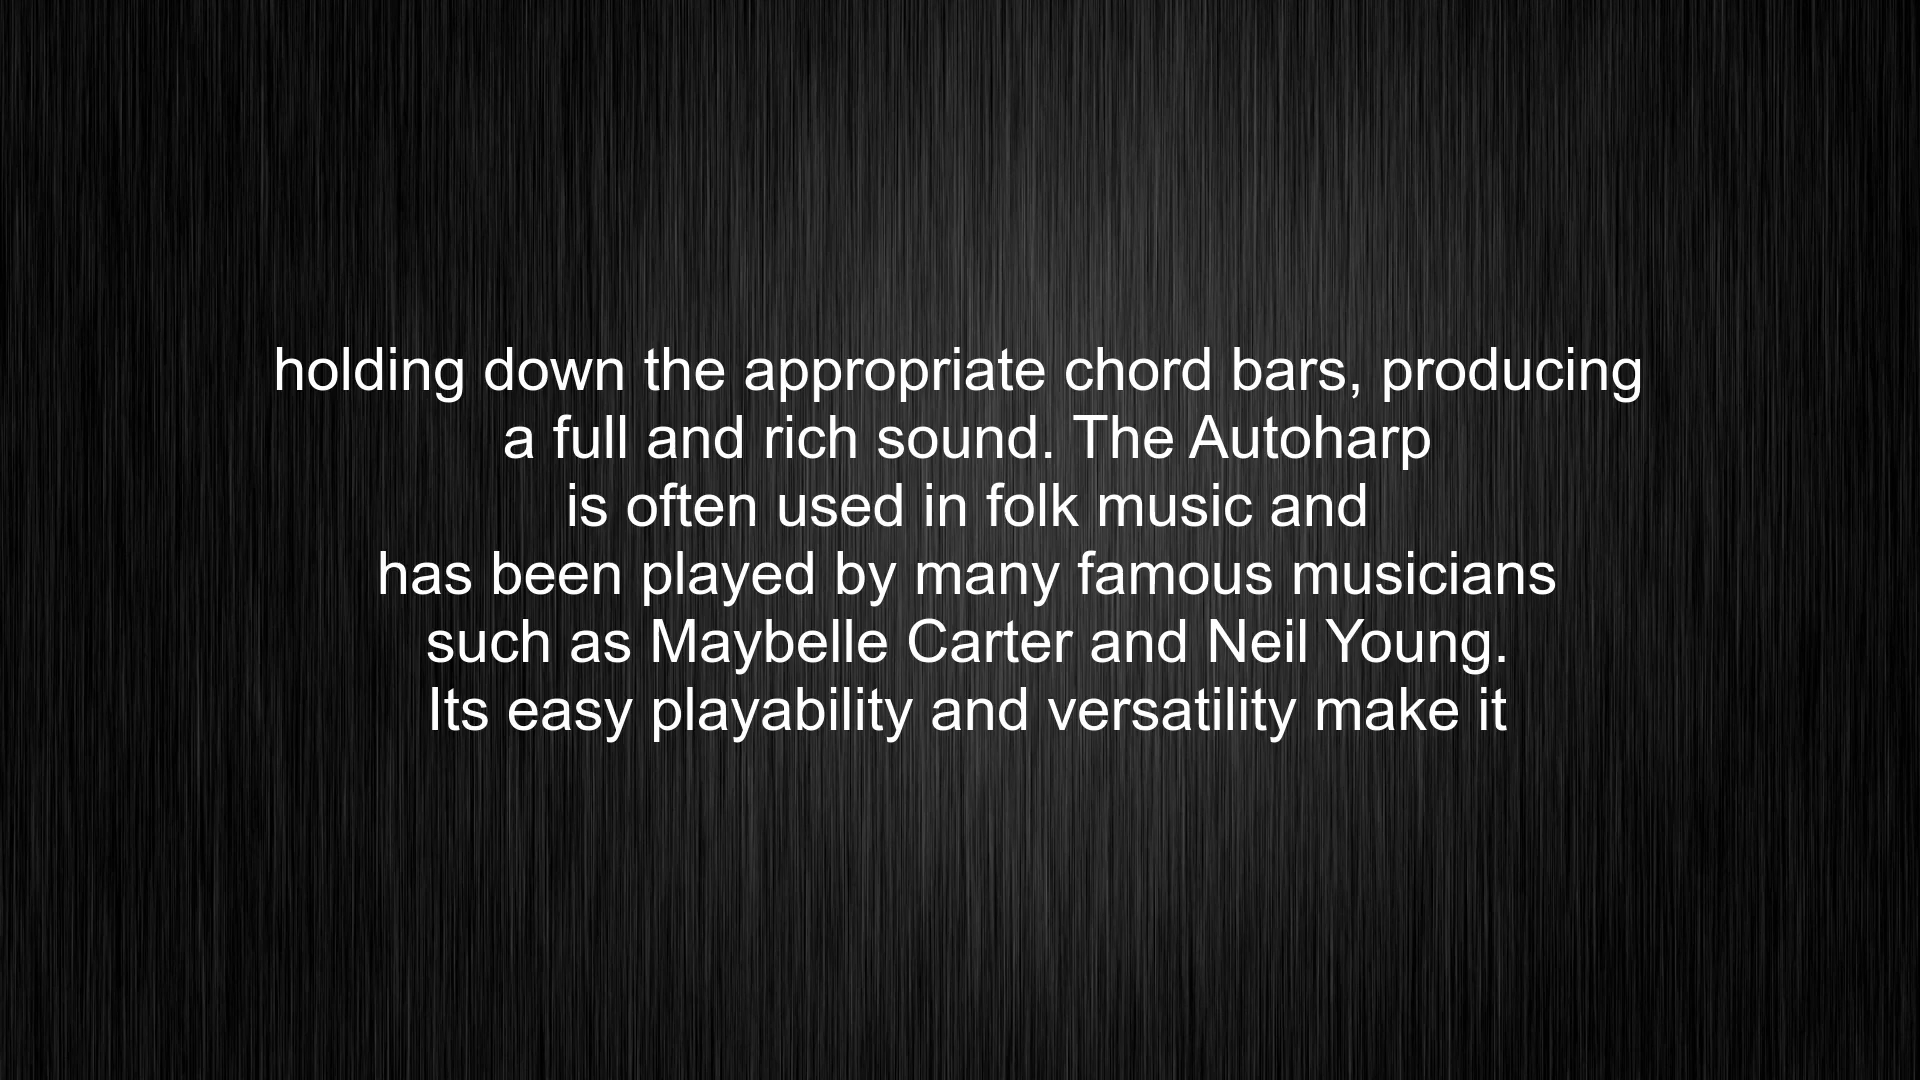 holding down the appropriate chord bars, producing
a full and rich sound. The Autoharp
is often used in folk music and
has been played by many famous musicians
such as Maybelle Carter and Neil Young.
Its easy playability and versatility make it